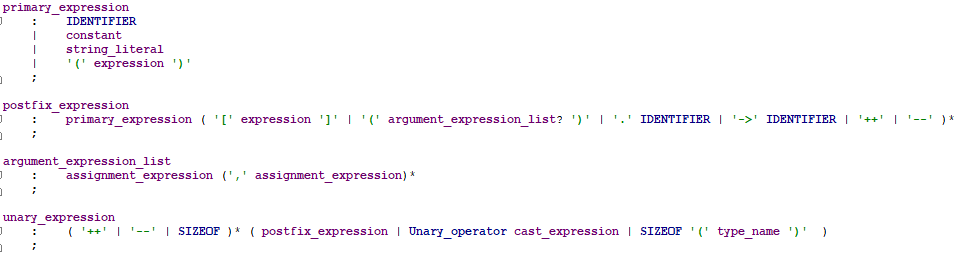 primary_expression
: IDENTIFIER
| constant
| string_literal
| '(' expression ')'
;
postfix_expression
: primary_expression ( '[' expression ']' | '(' argument_expression_list? ')' | '.' IDENTIFIER | '->' IDENTIFIER | '++' | '--' )*
;
argument_expression_list
: assignment_expression (',' assignment_expression)*
;
unary_expression
: ( '++' | '--' | SIZEOF )* ( postfix_expression | Unary_operator cast_expression | SIZEOF '(' type_name ')' )
;